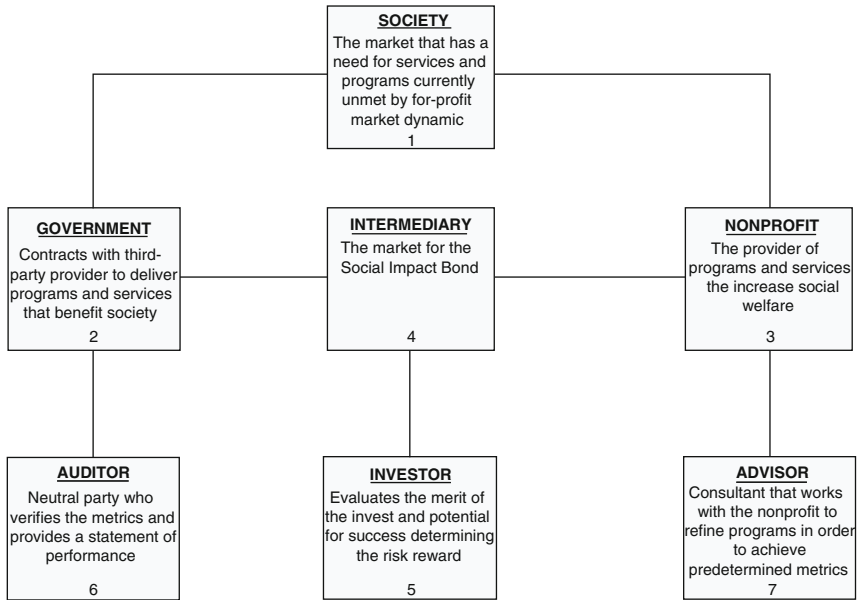 SOCIETY
The market that has a
need for services and
programs currently
unmet by for-profit
market dynamic
1
GOVERNMENT
Contracts with third-
party provider to deliver
programs and services
that benefit society
2
INTERMEDIARY
The market for the
Social Impact Bond
4
NONPROFIT
The provider of
programs and services
the increase social
welfare
3
AUDITOR
Neutral party who
verifies the metrics and
provides a statement of
performance
6
INVESTOR
Evaluates the merit of
the invest and potential
for success determining
the risk reward
5
ADVISOR
Consultant that works
with the nonprofit to
refine programs in order
to achieve
predetermined metrics
7